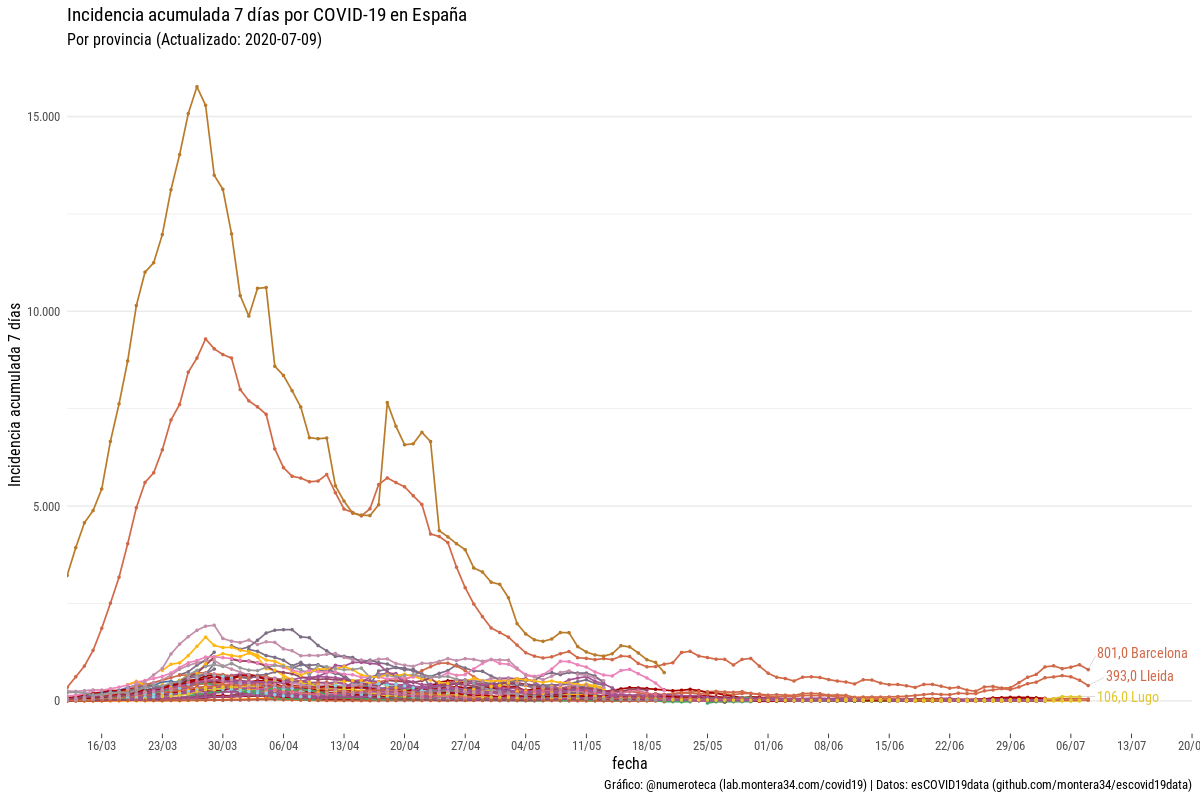 Incidencia acumulada 7 días por COVID-19 en España
Por provincia (Actualizado: 2020-07-09)
Incidencia acumulada 7 días
15.000
10.000
5.000
0
801,0 Barcelona
393,0 Lleida
106,0 Lugo
16/03 23/03 30/03 06/04 13/04 20/04 27/04 04/05 11/05 18/05 25/05 01/06 08/06 15/06 22/06 29/06 06/07 13/07 20/0
fecha
Gráfico: @numeroteca (lab.montera34.com/covid19) | Datos: esCOVID19data (github.com/montera34/escovid19data)